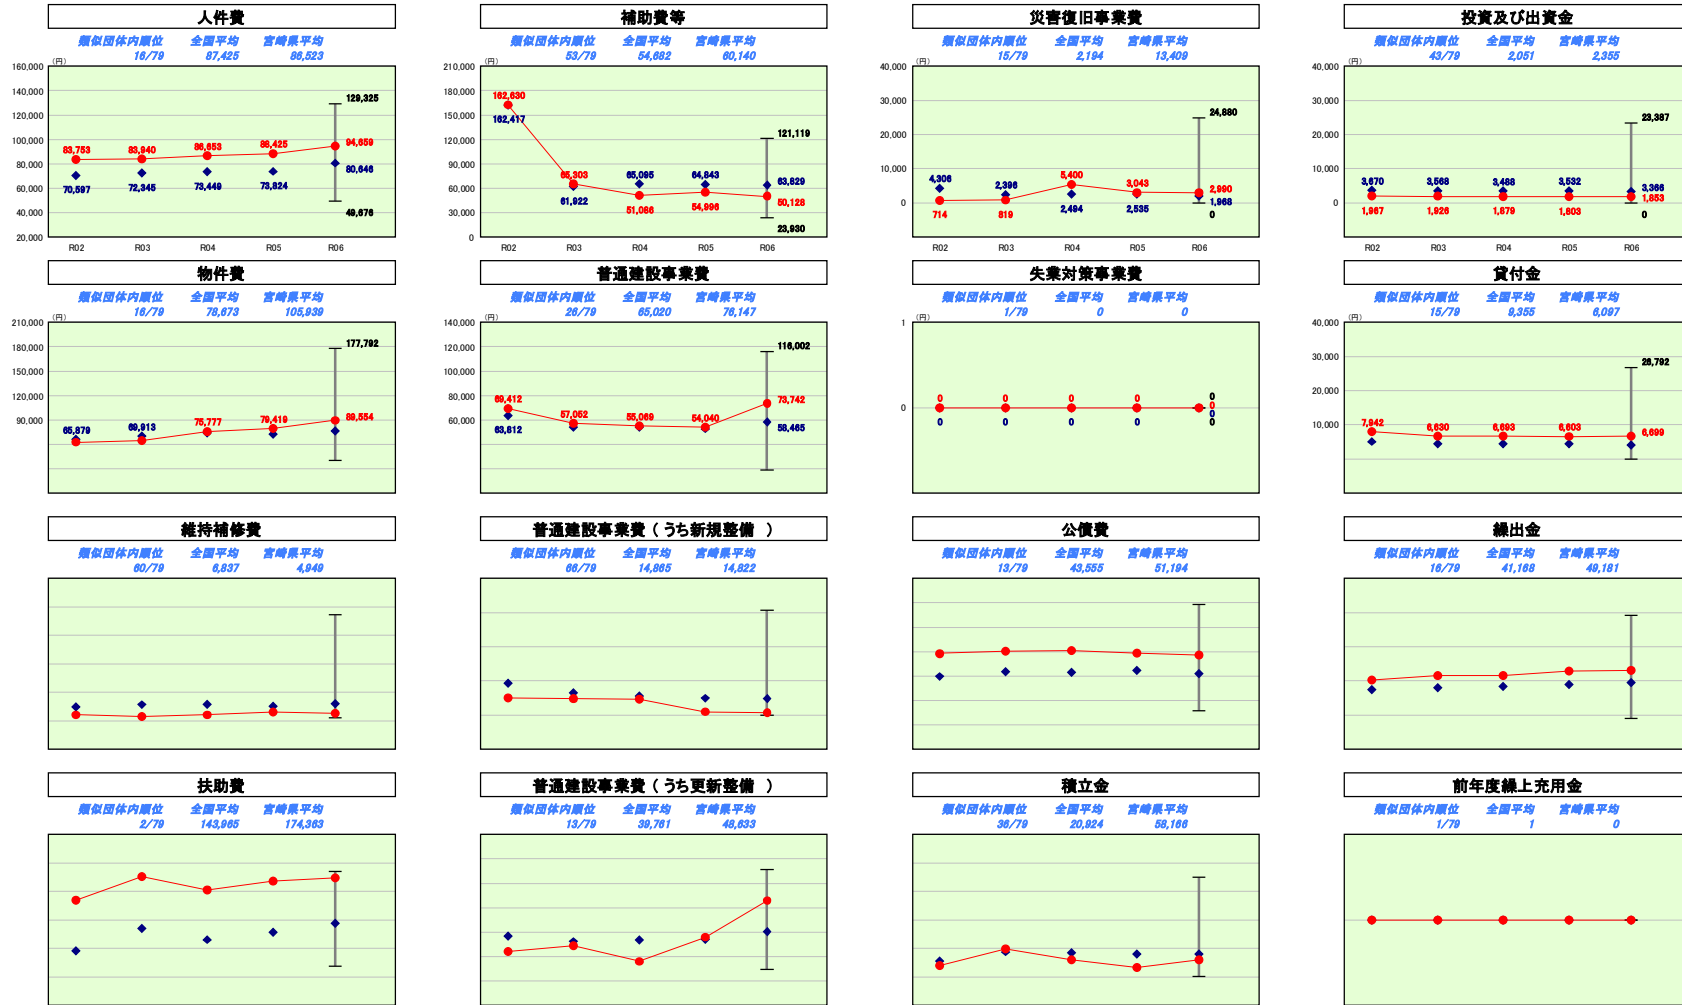 人件費
類似団体内順位 全国平均 宮崎県平均
16/79 87,425 86,523
(円)
160,000
140,000
120,000
100,000
80,000
60,000
40,000
20,000
129,325
83,753 83,940 86,653 88,425 94,659
70,597 72,345 73,449 73,824 80,646
49,676
R02 R03 R04 R05 R06
補助費等
類似団体内順位 全国平均 宮崎県平均
53/79 54,682 60,140
(円)
210,000
180,000
150,000
120,000
90,000
60,000
30,000
0
162,630
162,417
121,119
65,303 65,095 64,843 63,829
61,922 51,086 54,996 50,128
23,930
R02 R03 R04 R05 R06
災害復旧事業費
類似団体内順位 全国平均 宮崎県平均
15/79 2,194 13,409
(円)
40,000
30,000
20,000
10,000
0
24,880
4,306 2,396 5,400 3,043 2,990
714 819 2,494 2,535 1,968
0
R02 R03 R04 R05 R06
投資及び出資金
類似団体内順位 全国平均 宮崎県平均
43/79 2,051 2,355
(円)
40,000
30,000
20,000
10,000
0
23,387
3,670 3,568 3,488 3,532 3,366
1,967 1,926 1,879 1,803 1,853
0
R02 R03 R04 R05 R06
物件費
類似団体内順位 全国平均 宮崎県平均
16/79 78,673 105,939
(円)
210,000
180,000
150,000
120,000
90,000
177,792
65,879 69,913 75,777 79,419 89,554
普通建設事業費
類似団体内順位 全国平均 宮崎県平均
26/79 65,020 76,147
(円)
140,000
120,000
100,000
80,000
60,000
116,002
69,412 57,052 55,069 54,040 73,742
63,812 58,465
失業対策事業費
類似団体内順位 全国平均 宮崎県平均
1/79 0 0
(円)
1
0
0 0 0 0 0
0
0 0 0 0 0
0
貸付金
類似団体内順位 全国平均 宮崎県平均
15/79 9,355 6,097
(円)
40,000
30,000
20,000
10,000
26,792
7,942 6,630 6,693 6,603 6,699
維持補修費
類似団体内順位 全国平均 宮崎県平均
60/79 6,837 4,949
普通建設事業費（うち新規整備　）
類似団体内順位 全国平均 宮崎県平均
66/79 14,865 14,822
公債費
類似団体内順位 全国平均 宮崎県平均
13/79 43,555 51,194
繰出金
類似団体内順位 全国平均 宮崎県平均
16/79 41,168 49,181
扶助費
類似団体内順位 全国平均 宮崎県平均
2/79 143,965 174,363
普通建設事業費（うち更新整備　）
類似団体内順位 全国平均 宮崎県平均
13/79 39,761 48,633
積立金
類似団体内順位 全国平均 宮崎県平均
36/79 20,924 58,166
前年度繰上充用金
類似団体内順位 全国平均 宮崎県平均
1/79 1 0